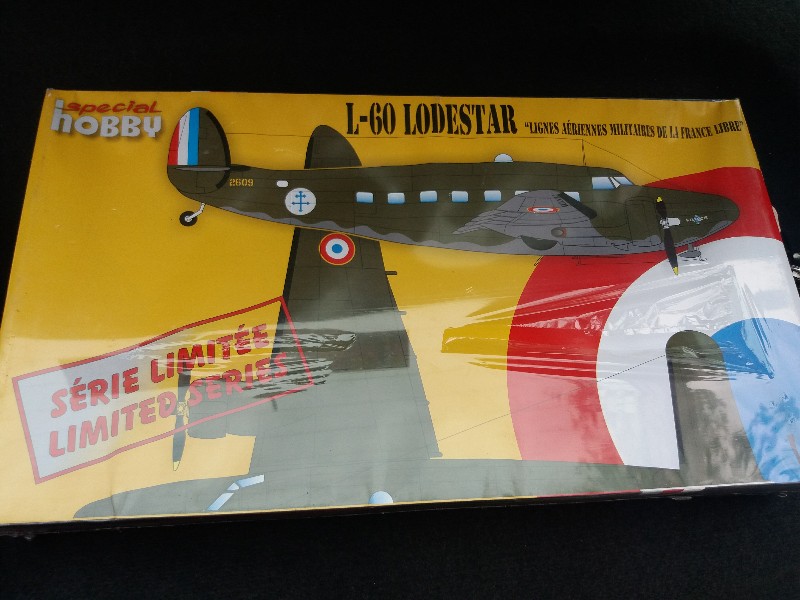 special
hobby
L-60 LODESTAR "LIGNES AÉRIENNES MILITAIRES DE LA FRANCE LIBRE"
2609
SÉRIE LIMITÉE
LIMITED SERIES